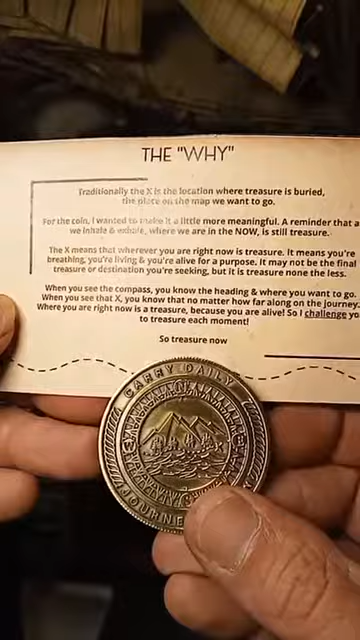 THE "WHY"
Traditionally the X is the location where treasure is buried,
the place on the map we want to go.
For the coin, I wanted to make it a little more meaningful. A reminder that a
we inhale & exhale, where we are in the NOW, is still treasure.
The X means that wherever you are right now is treasure. It means you're
breathing, you're living & you're alive for a purpose. It may not be the final
treasure or destination you're seeking, but it is treasure none the less.
When you see the compass, you know the heading & where you want to go.
When you see that X, you know that no matter how far along on the journey.
Where you are right now is a treasure, because you are alive! So I challenge yo
to treasure each moment!
So treasure now
CARRY DAILY
JOURNE